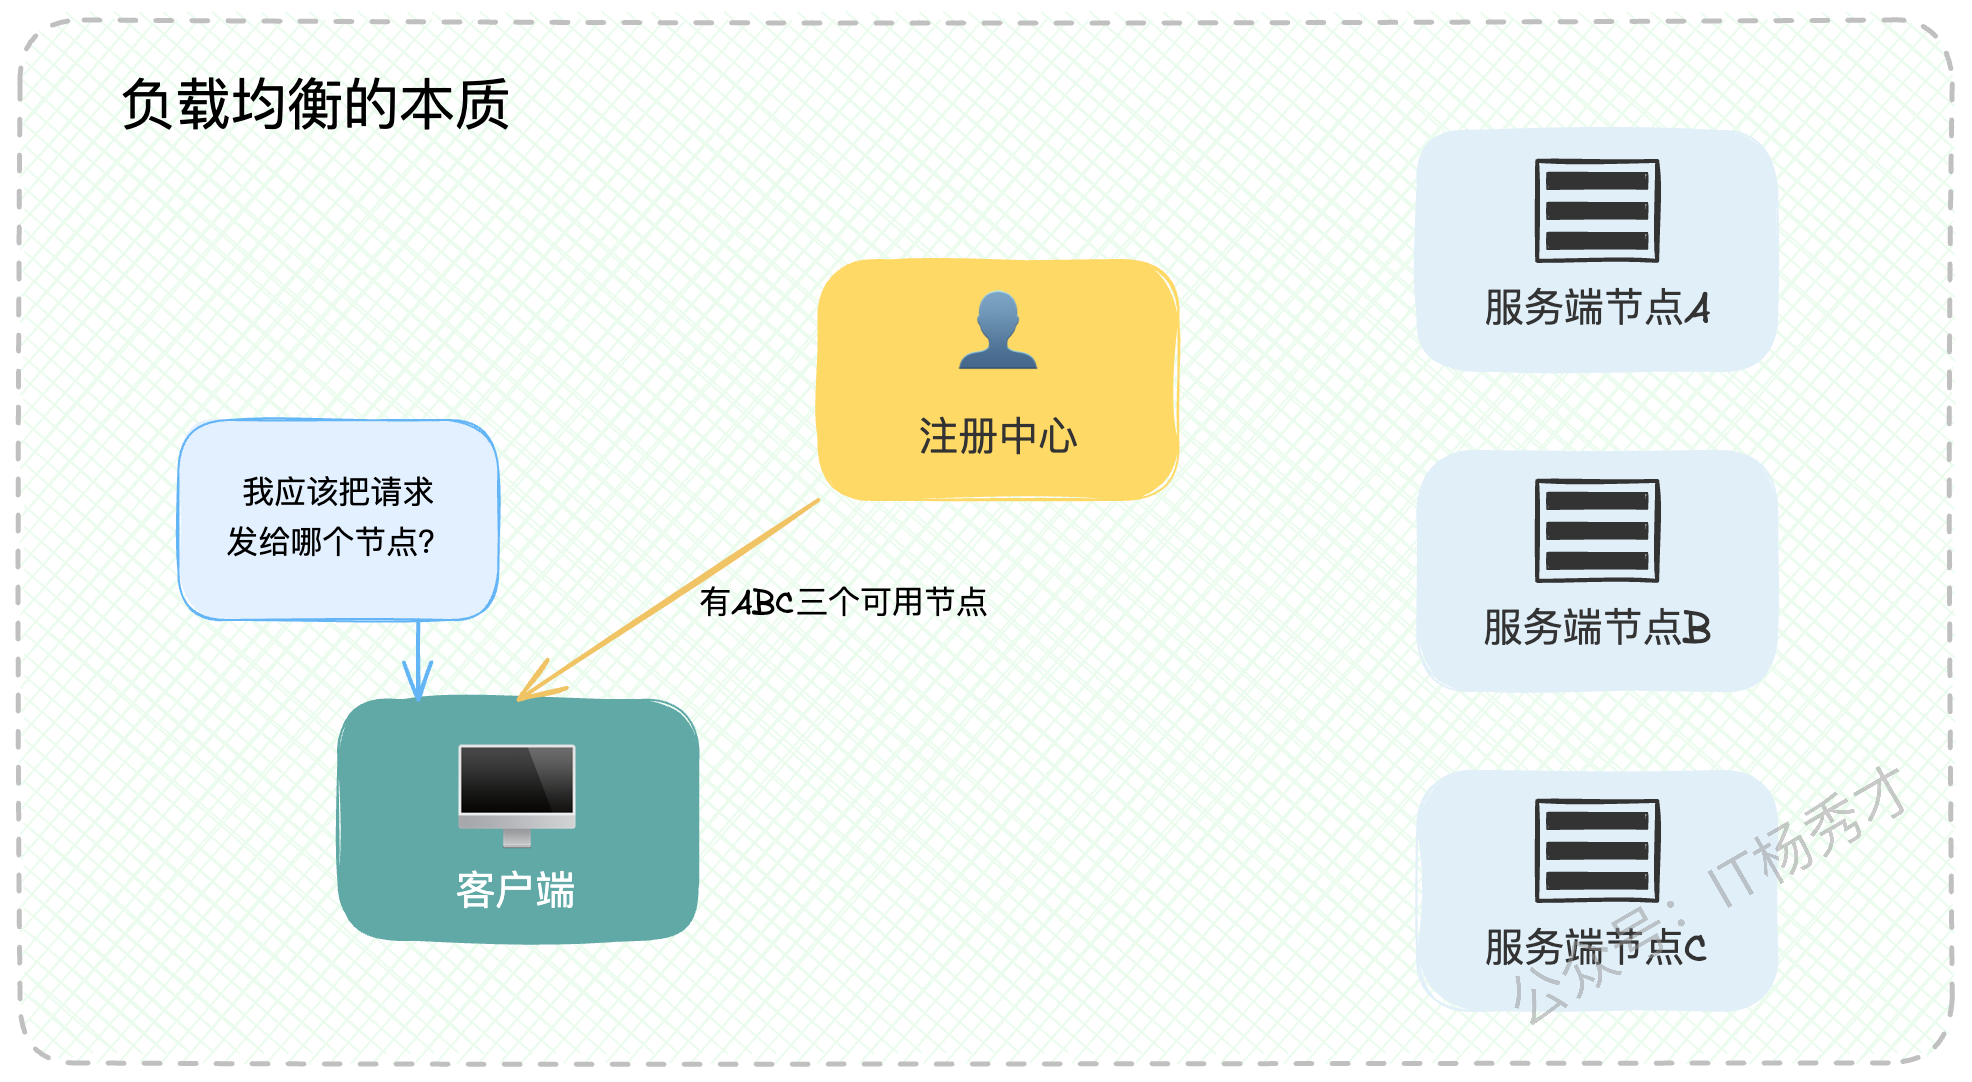 负载均衡的本质
服务端节点A
注册中心
我应该把请求
发给哪个节点?
有ABC三个可用节点
服务端节点B
客户端
服务端节点C
公众号：IT杨秀才